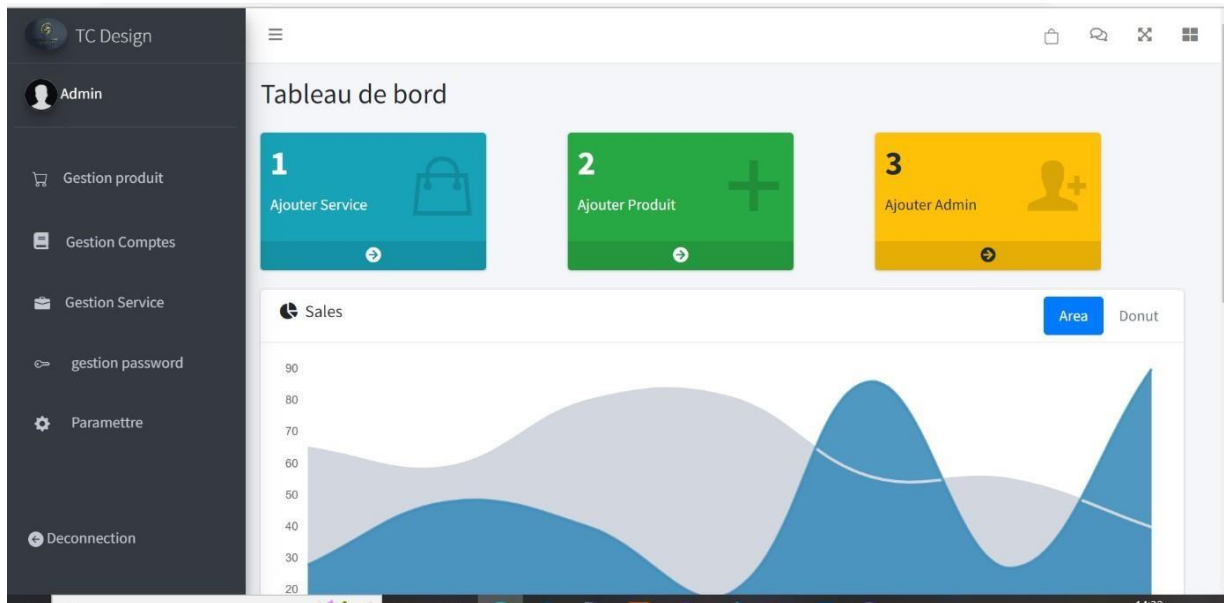 TC Design
Admin
Gestion produit
Gestion Comptes
Gestion Service
gestion password
Paramettre
Deconnection
Tableau de bord
1
Ajouter Service
2
Ajouter Produit
3
Ajouter Admin
Sales
Area
Donut
90
80
70
60
50
40
30
20